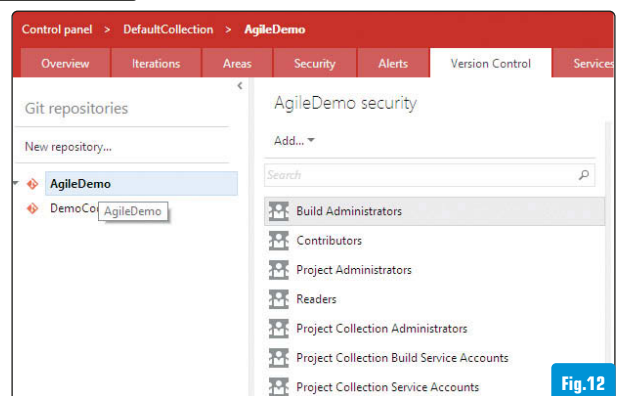 Control panel > DefaultCollection > AgileDemo
Overview Iterations Areas Security Alerts Version Control Services
Git repositories
New repository...
AgileDemo
DemoCo
AgileDemo
AgileDemo security
Add...
Search
Build Administrators
Contributors
Project Administrators
Readers
Project Collection Administrators
Project Collection Build Service Accounts
Project Collection Service Accounts
Fig.12